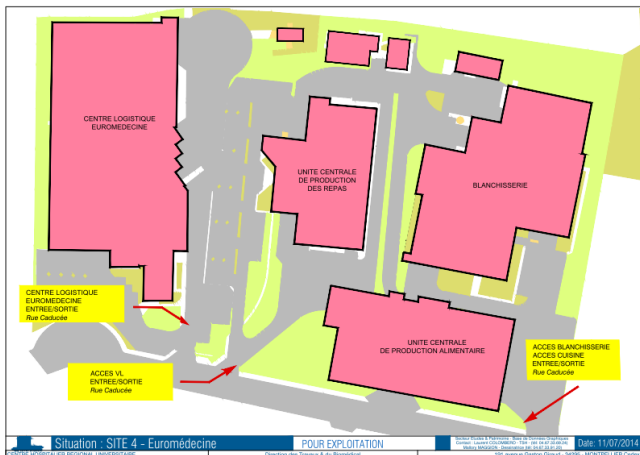 CENTRE LOGISTIQUE
EUROMEDECINE
UNITE CENTRALE
DE PRODUCTION
DES REPAS
BLANCHISSERIE
CENTRE LOGISTIQUE
EUROMEDECINE
ENTREE/SORTIE
Rue Caducée
UNITE CENTRALE
DE PRODUCTION ALIMENTAIRE
ACCES BLANCHISSERIE
ACCES CUISINE
ENTREE/SORTIE
Rue Caducée
ACCES VL
ENTREE/SORTIE
Rue Caducée
Situation : SITE 4 - Euromédecine
POUR EXPLOITATION
Date: 11/07/2014
CENTRE HOSPITALIER REGIONAL UNIVERSITAIRE